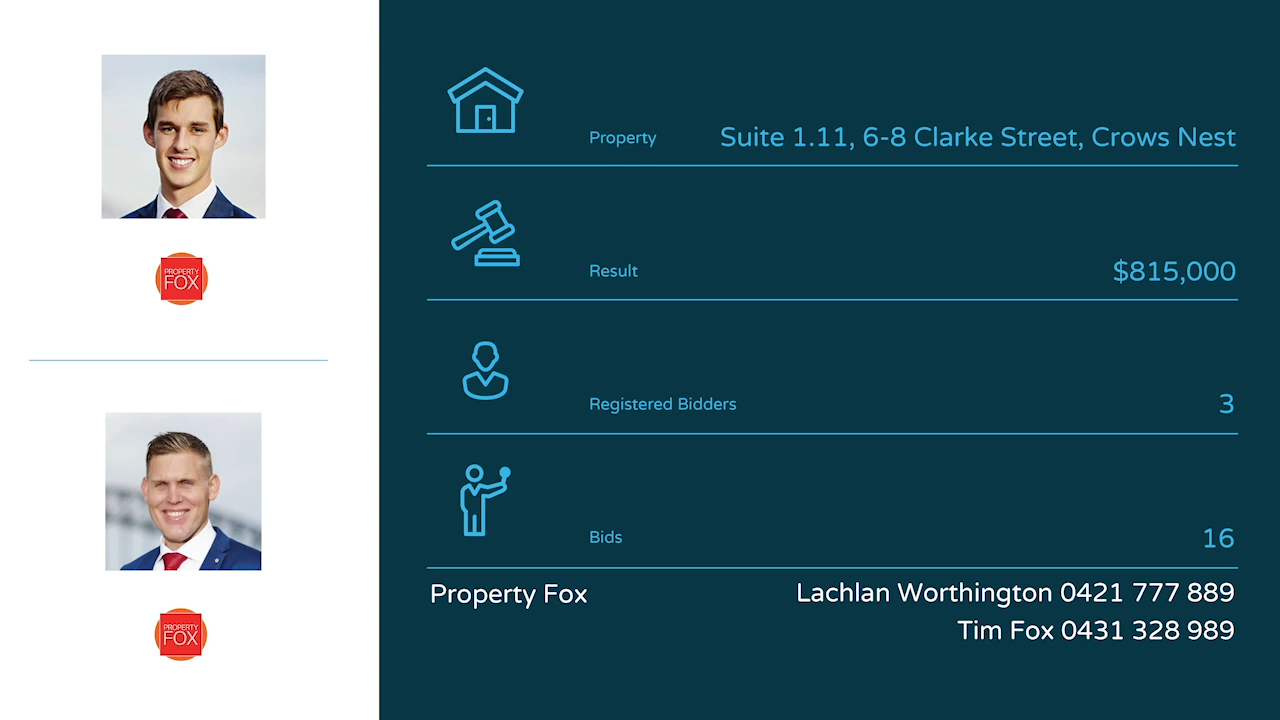 PROPERTY
FOX
PROPERTY
FOX
Property Suite 1.11, 6-8 Clarke Street, Crows Nest
Result $815,000
Registered Bidders 3
Bids 16
Property Fox Lachlan Worthington 0421 777 889
Tim Fox 0431 328 989